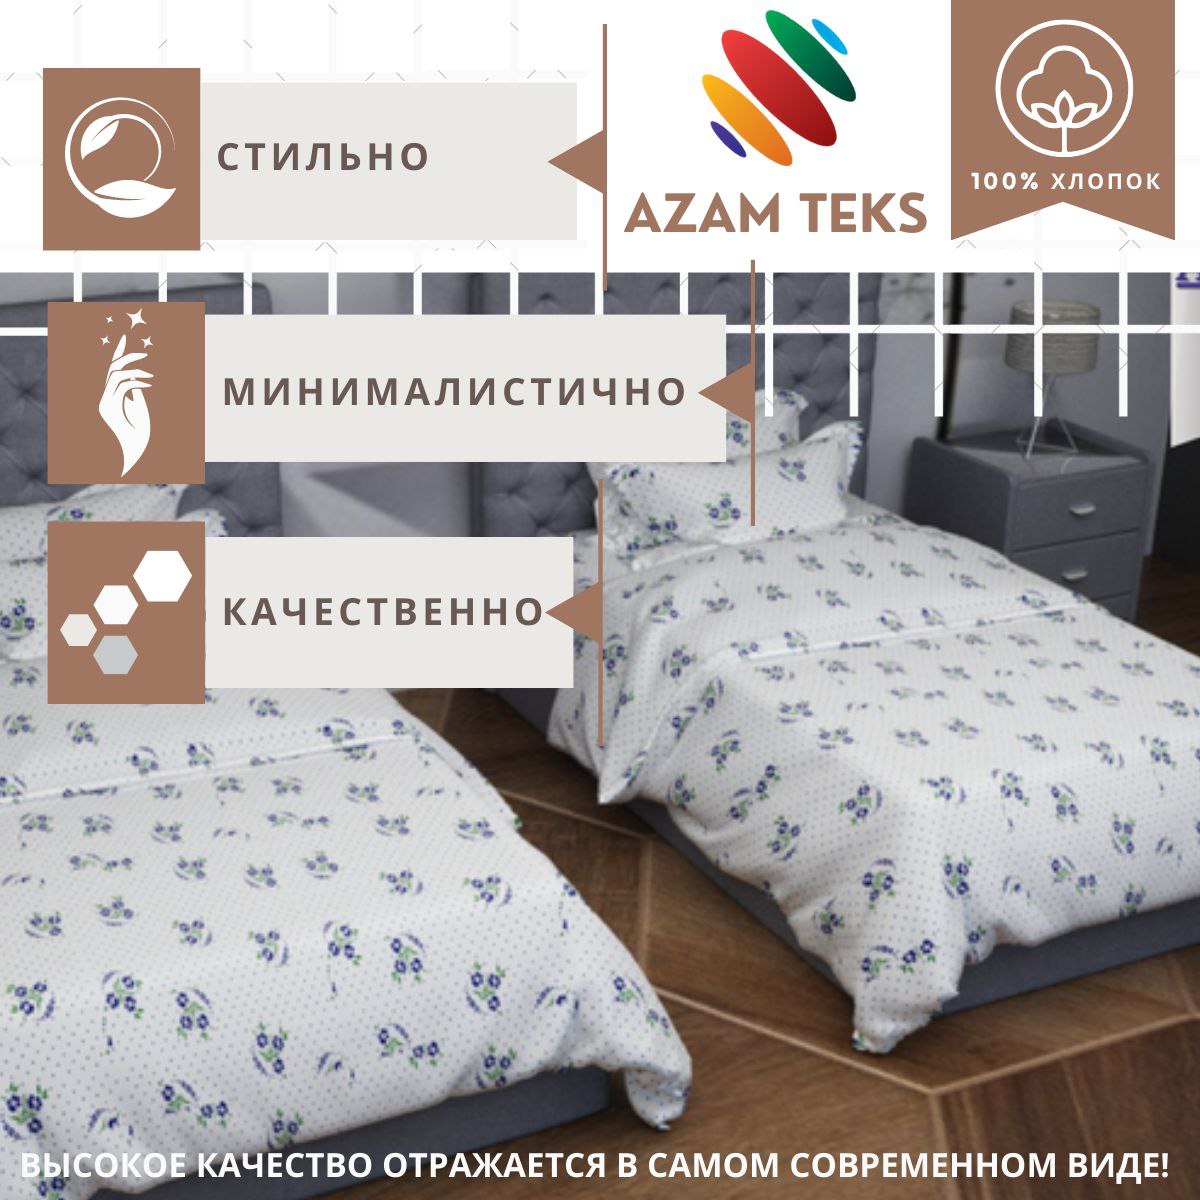 СТИЛЬНО
AZAM TEKS
100% ХЛОПОК
МИНИМАЛИСТИЧНО
КАЧЕСТВЕННО
ВЫСОКОЕ КАЧЕСТВО ОТРАЖАЕТСЯ В САМОМ СОВРЕМЕННОМ ВИДЕ!